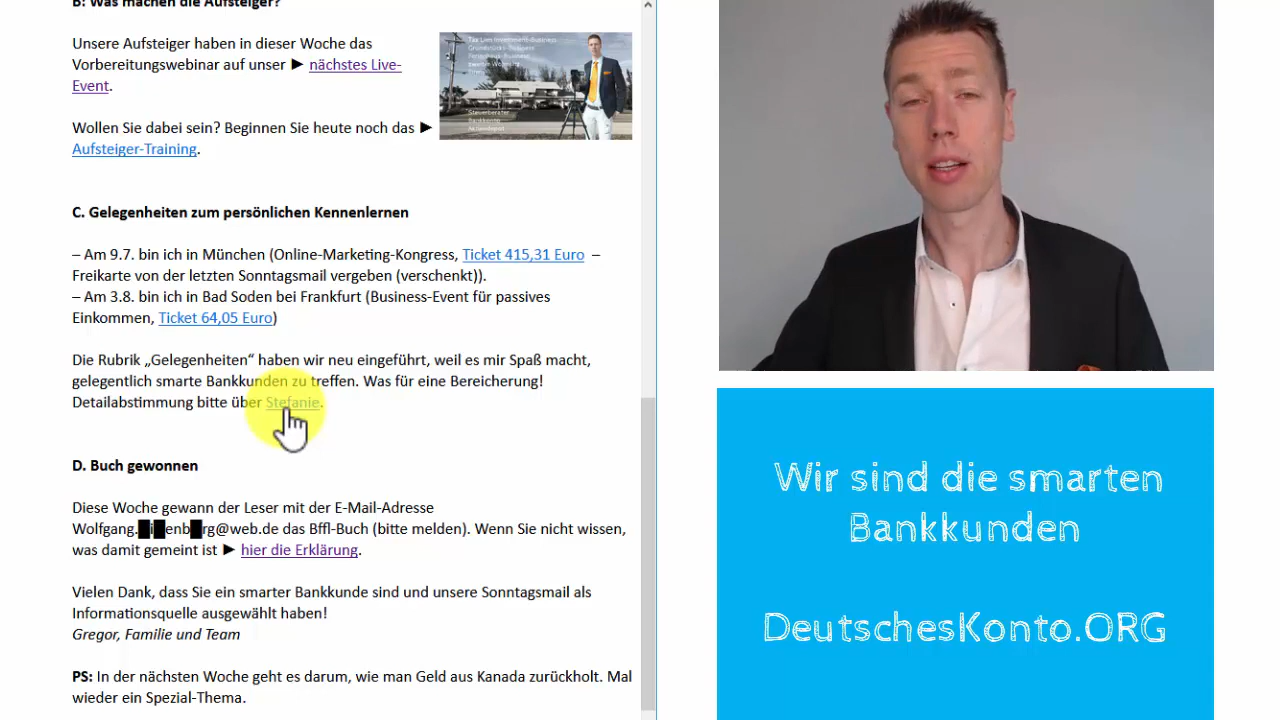 B: Was machen die Aufsteiger?
Unsere Aufsteiger haben in dieser Woche das
Vorbereitungswebinar auf unser ► nächstes Live-
Event.
Wollen Sie dabei sein? Beginnen Sie heute noch das ►
Aufsteiger-Training.
C. Gelegenheiten zum persönlichen Kennenlernen
– Am 9.7. bin ich in München (Online-Marketing-Kongress, Ticket 415,31 Euro –
Freikarte von der letzten Sonntagsmail vergeben (verschenkt)).
– Am 3.8. bin ich in Bad Soden bei Frankfurt (Business-Event für passives
Einkommen, Ticket 64,05 Euro)
Die Rubrik „Gelegenheiten“ haben wir neu eingeführt, weil es mir Spaß macht,
gelegentlich smarte Bankkunden zu treffen. Was für eine Bereicherung!
Detailabstimmung bitte über Stefanie.
D. Buch gewonnen
Diese Woche gewann der Leser mit der E-Mail-Adresse
Wolfgang.█i█enb█rg@web.de das Bffl-Buch (bitte melden). Wenn Sie nicht wissen,
was damit gemeint ist ► hier die Erklärung.
Vielen Dank, dass Sie ein smarter Bankkunde sind und unsere Sonntagsmail als
Informationsquelle ausgewählt haben!
Gregor, Familie und Team
PS: In der nächsten Woche geht es darum, wie man Geld aus Kanada zurückholt. Mal
wieder ein Spezial-Thema.
Wir sind die smarten
Bankkunden
DeutschesKonto.ORG